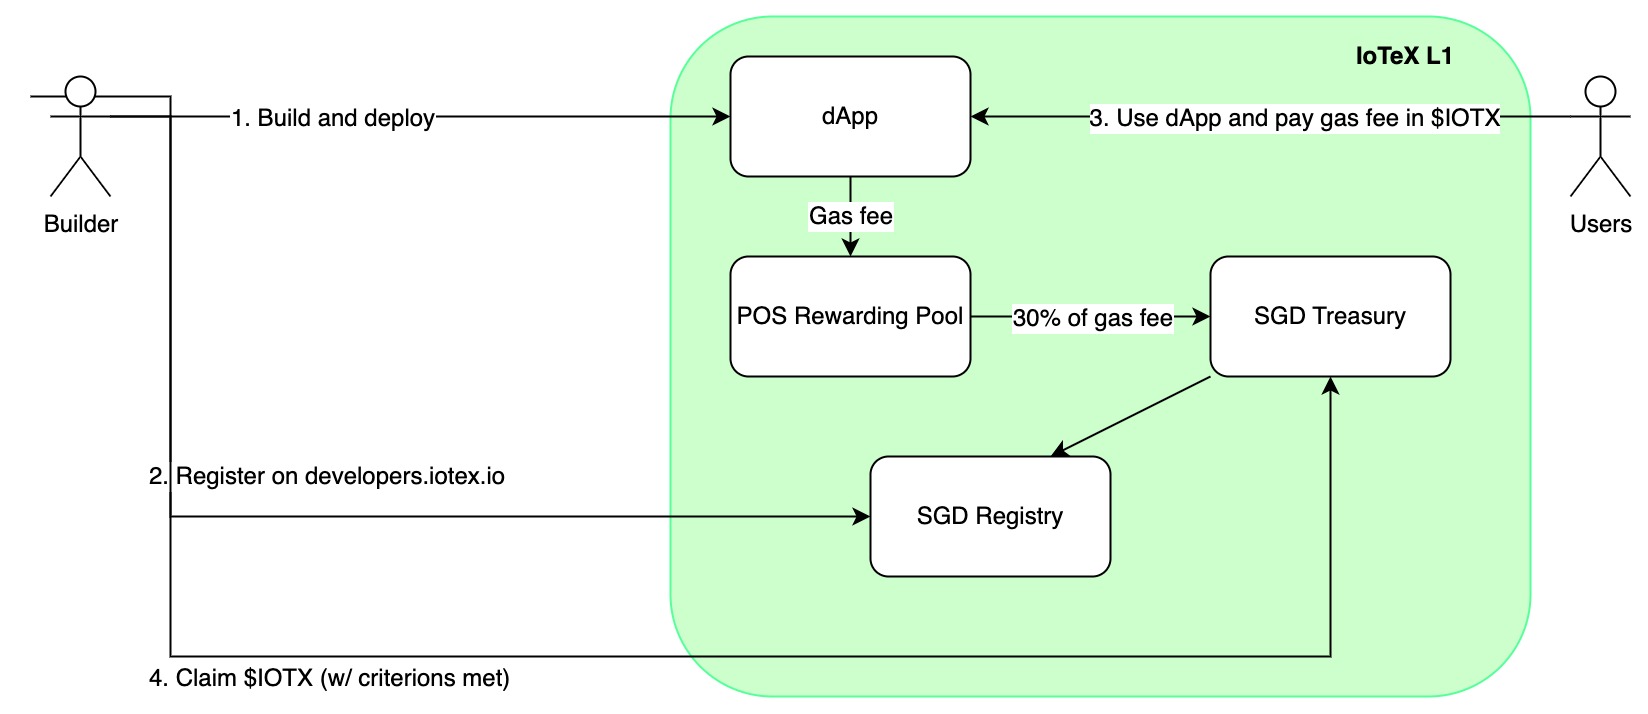 IoTeX L1
1. Build and deploy
dApp
3. Use dApp and pay gas fee in $IOTX
Builder
Gas fee
Users
POS Rewarding Pool
30% of gas fee
SGD Treasury
2. Register on developers.iotex.io
SGD Registry
4. Claim $IOTX (w/ criterions met)